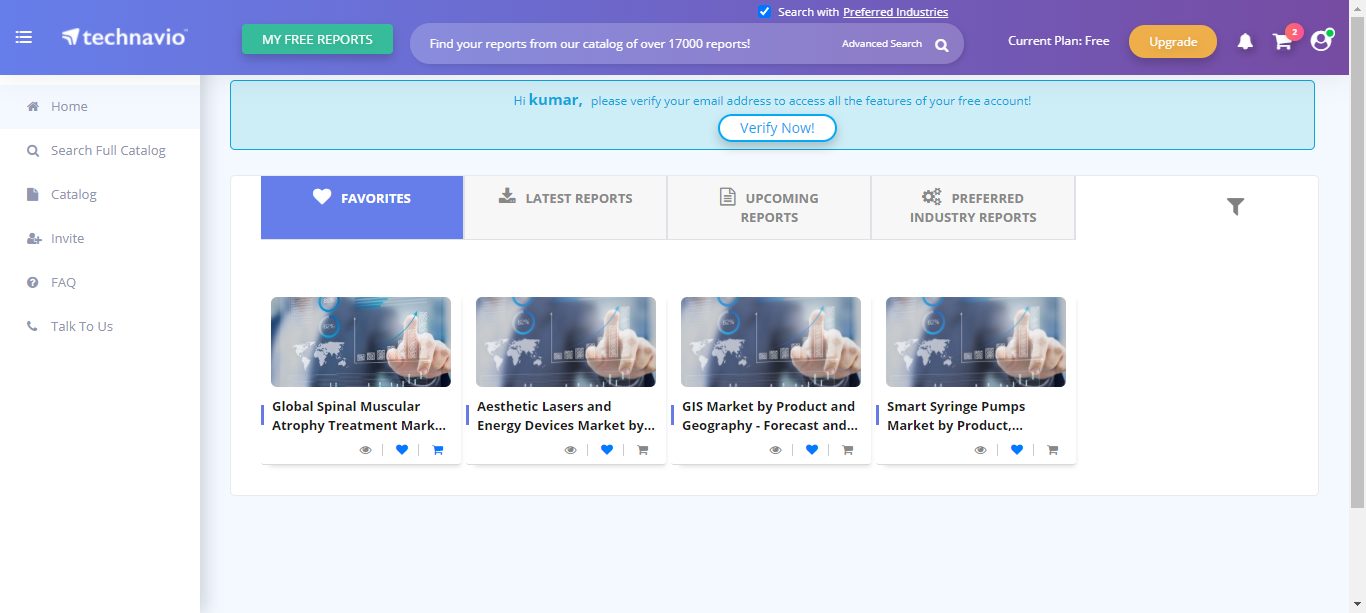 Search with Preferred Industries
technavio
MY FREE REPORTS
Find your reports from our catalog of over 17000 reports!
Advanced Search
Current Plan: Free
Upgrade
2
Home
Search Full Catalog
Catalog
Invite
FAQ
Talk To Us
Hi kumar, please verify your email address to access all the features of your free account!
Verify Now!
FAVORITES
LATEST REPORTS
UPCOMING
REPORTS
PREFERRED
INDUSTRY REPORTS
82%
82%
82%
82%
Global Spinal Muscular
Atrophy Treatment Mark...
Aesthetic Lasers and
Energy Devices Market by...
GIS Market by Product and
Geography - Forecast and...
Smart Syringe Pumps
Market by Product,...